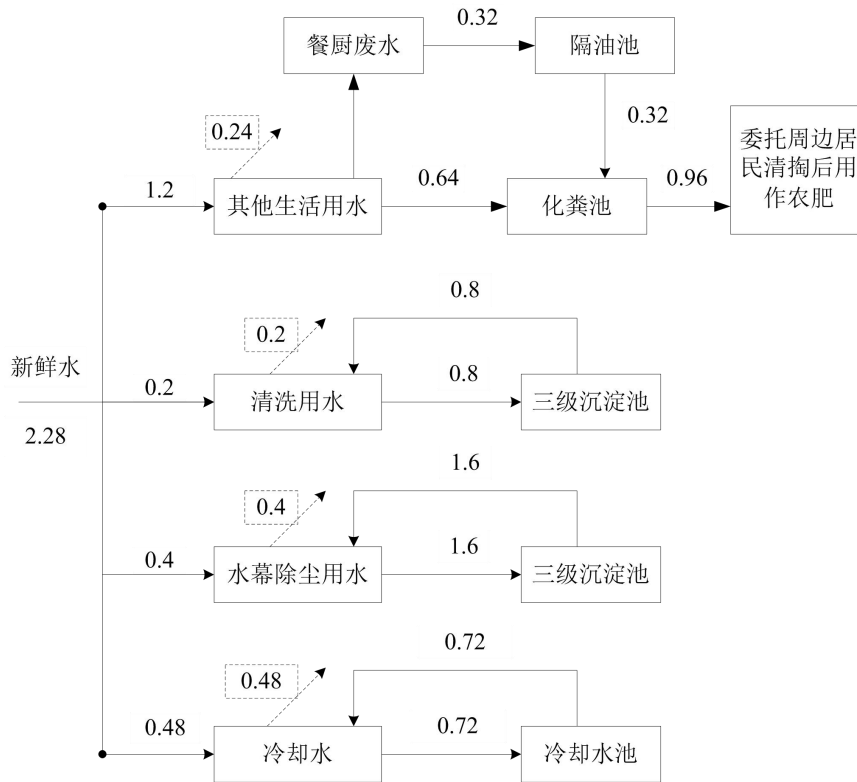 餐厨废水
0.32
隔油池
0.24
0.32
委托周边居
民清掏后用
作农肥
1.2
其他生活用水
0.64
化粪池
0.96
0.8
0.2
新鲜水
0.2
清洗用水
0.8
三级沉淀池
2.28
1.6
0.4
0.4
水幕除尘用水
1.6
三级沉淀池
0.72
0.48
0.48
冷却水
0.72
冷却水池